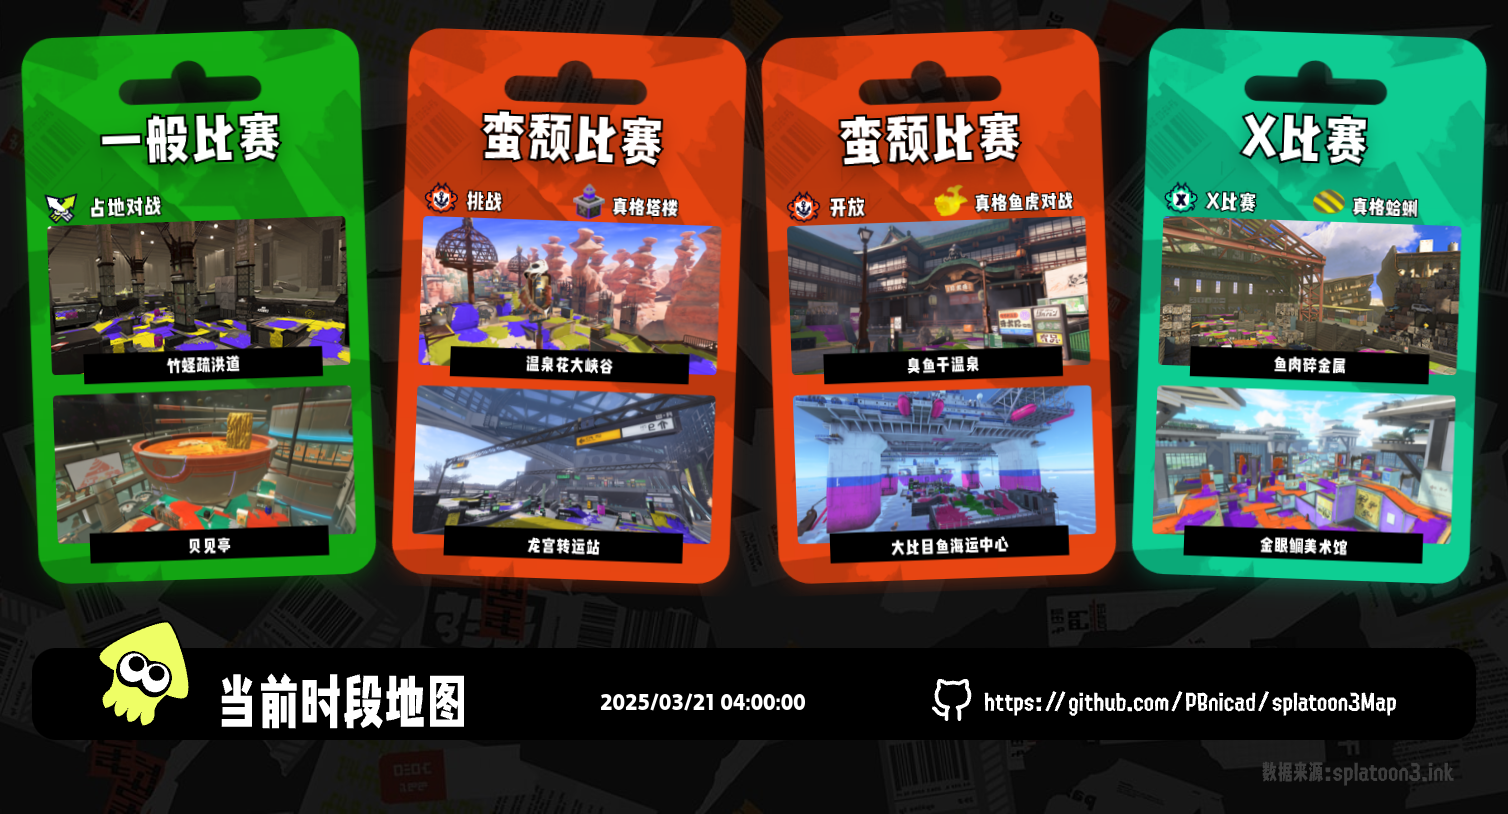 一般比赛
占地对战
竹蛏疏洪道
贝见亭
蛮颓比赛
挑战
真格塔楼
温泉花大峡谷
龙宫转运站
蛮颓比赛
开放
真格鱼虎对战
臭鱼干温泉
大比目鱼海运中心
X比赛
X比赛
真格蛤蜊
鱼肉碎金属
金眼鲷美术馆
当前时段地图
2025/03/21 04:00:00
https://github.com/PBnicad/splatoon3Map
数据来源:splatoon3.ink